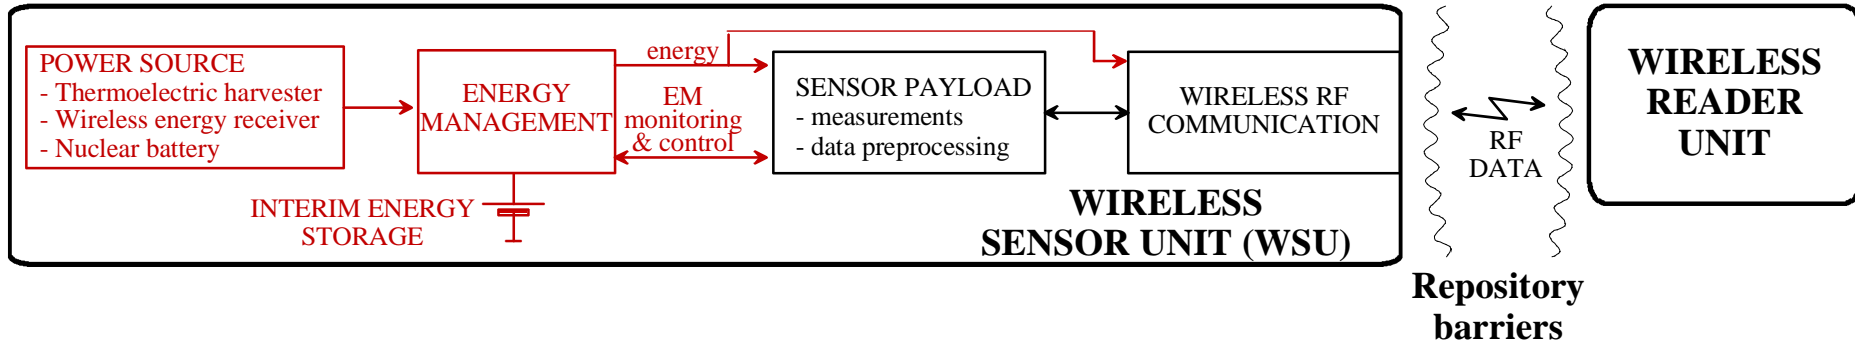 POWER SOURCE
- Thermoelectric harvester
- Wireless energy receiver
- Nuclear battery
ENERGY
MANAGEMENT
INTERIM ENERGY
STORAGE
energy
EM
monitoring
& control
SENSOR PAYLOAD
- measurements
- data preprocessing
WIRELESS RF
COMMUNICATION
WIRELESS
SENSOR UNIT (WSU)
RF
DATA
Repository
barriers
WIRELESS
READER
UNIT